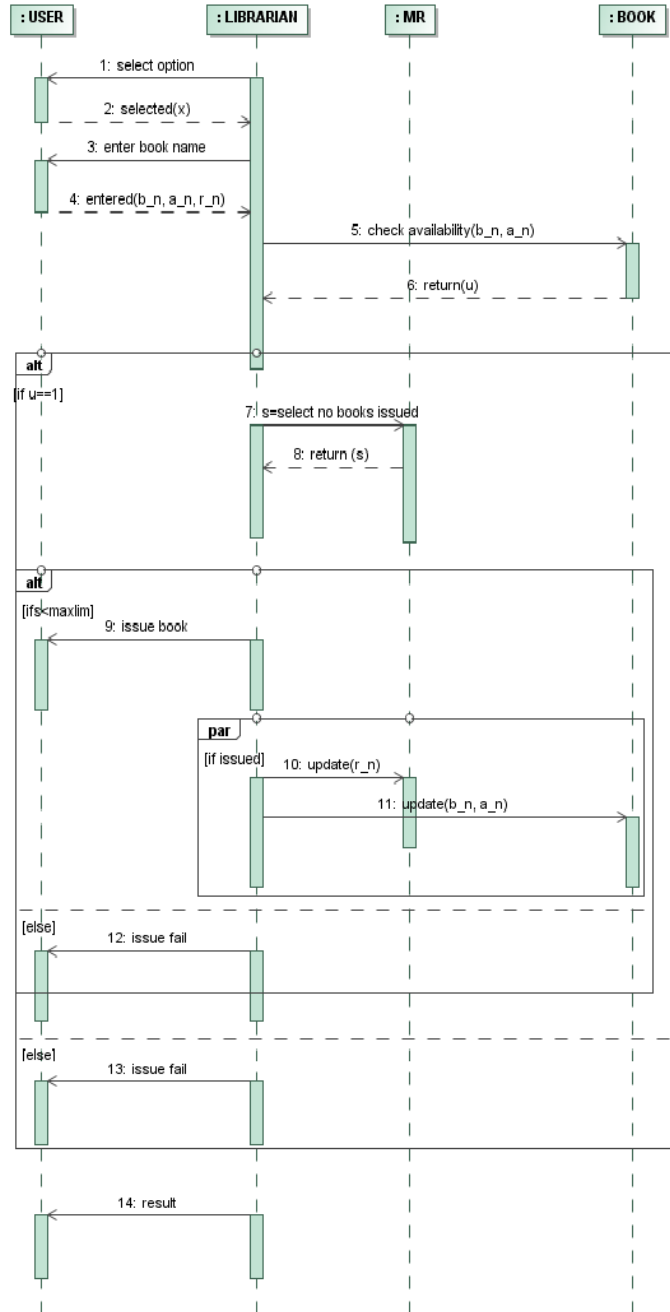 : USER
: LIBRARIAN
: MR
: BOOK
1: select option
2: selected(x)
3: enter book name
4: entered(b_n, a_n, r_n)
5: check availability(b_n, a_n)
6: return(u)
alt
[if u==1]
7: s=select no books issued
8: return (s)
alt
[ifs<maxlim]
9: issue book
par
[if issued]
10: update(r_n)
11: update(b_n, a_n)
[else]
12: issue fail
[else]
13: issue fail
14: result